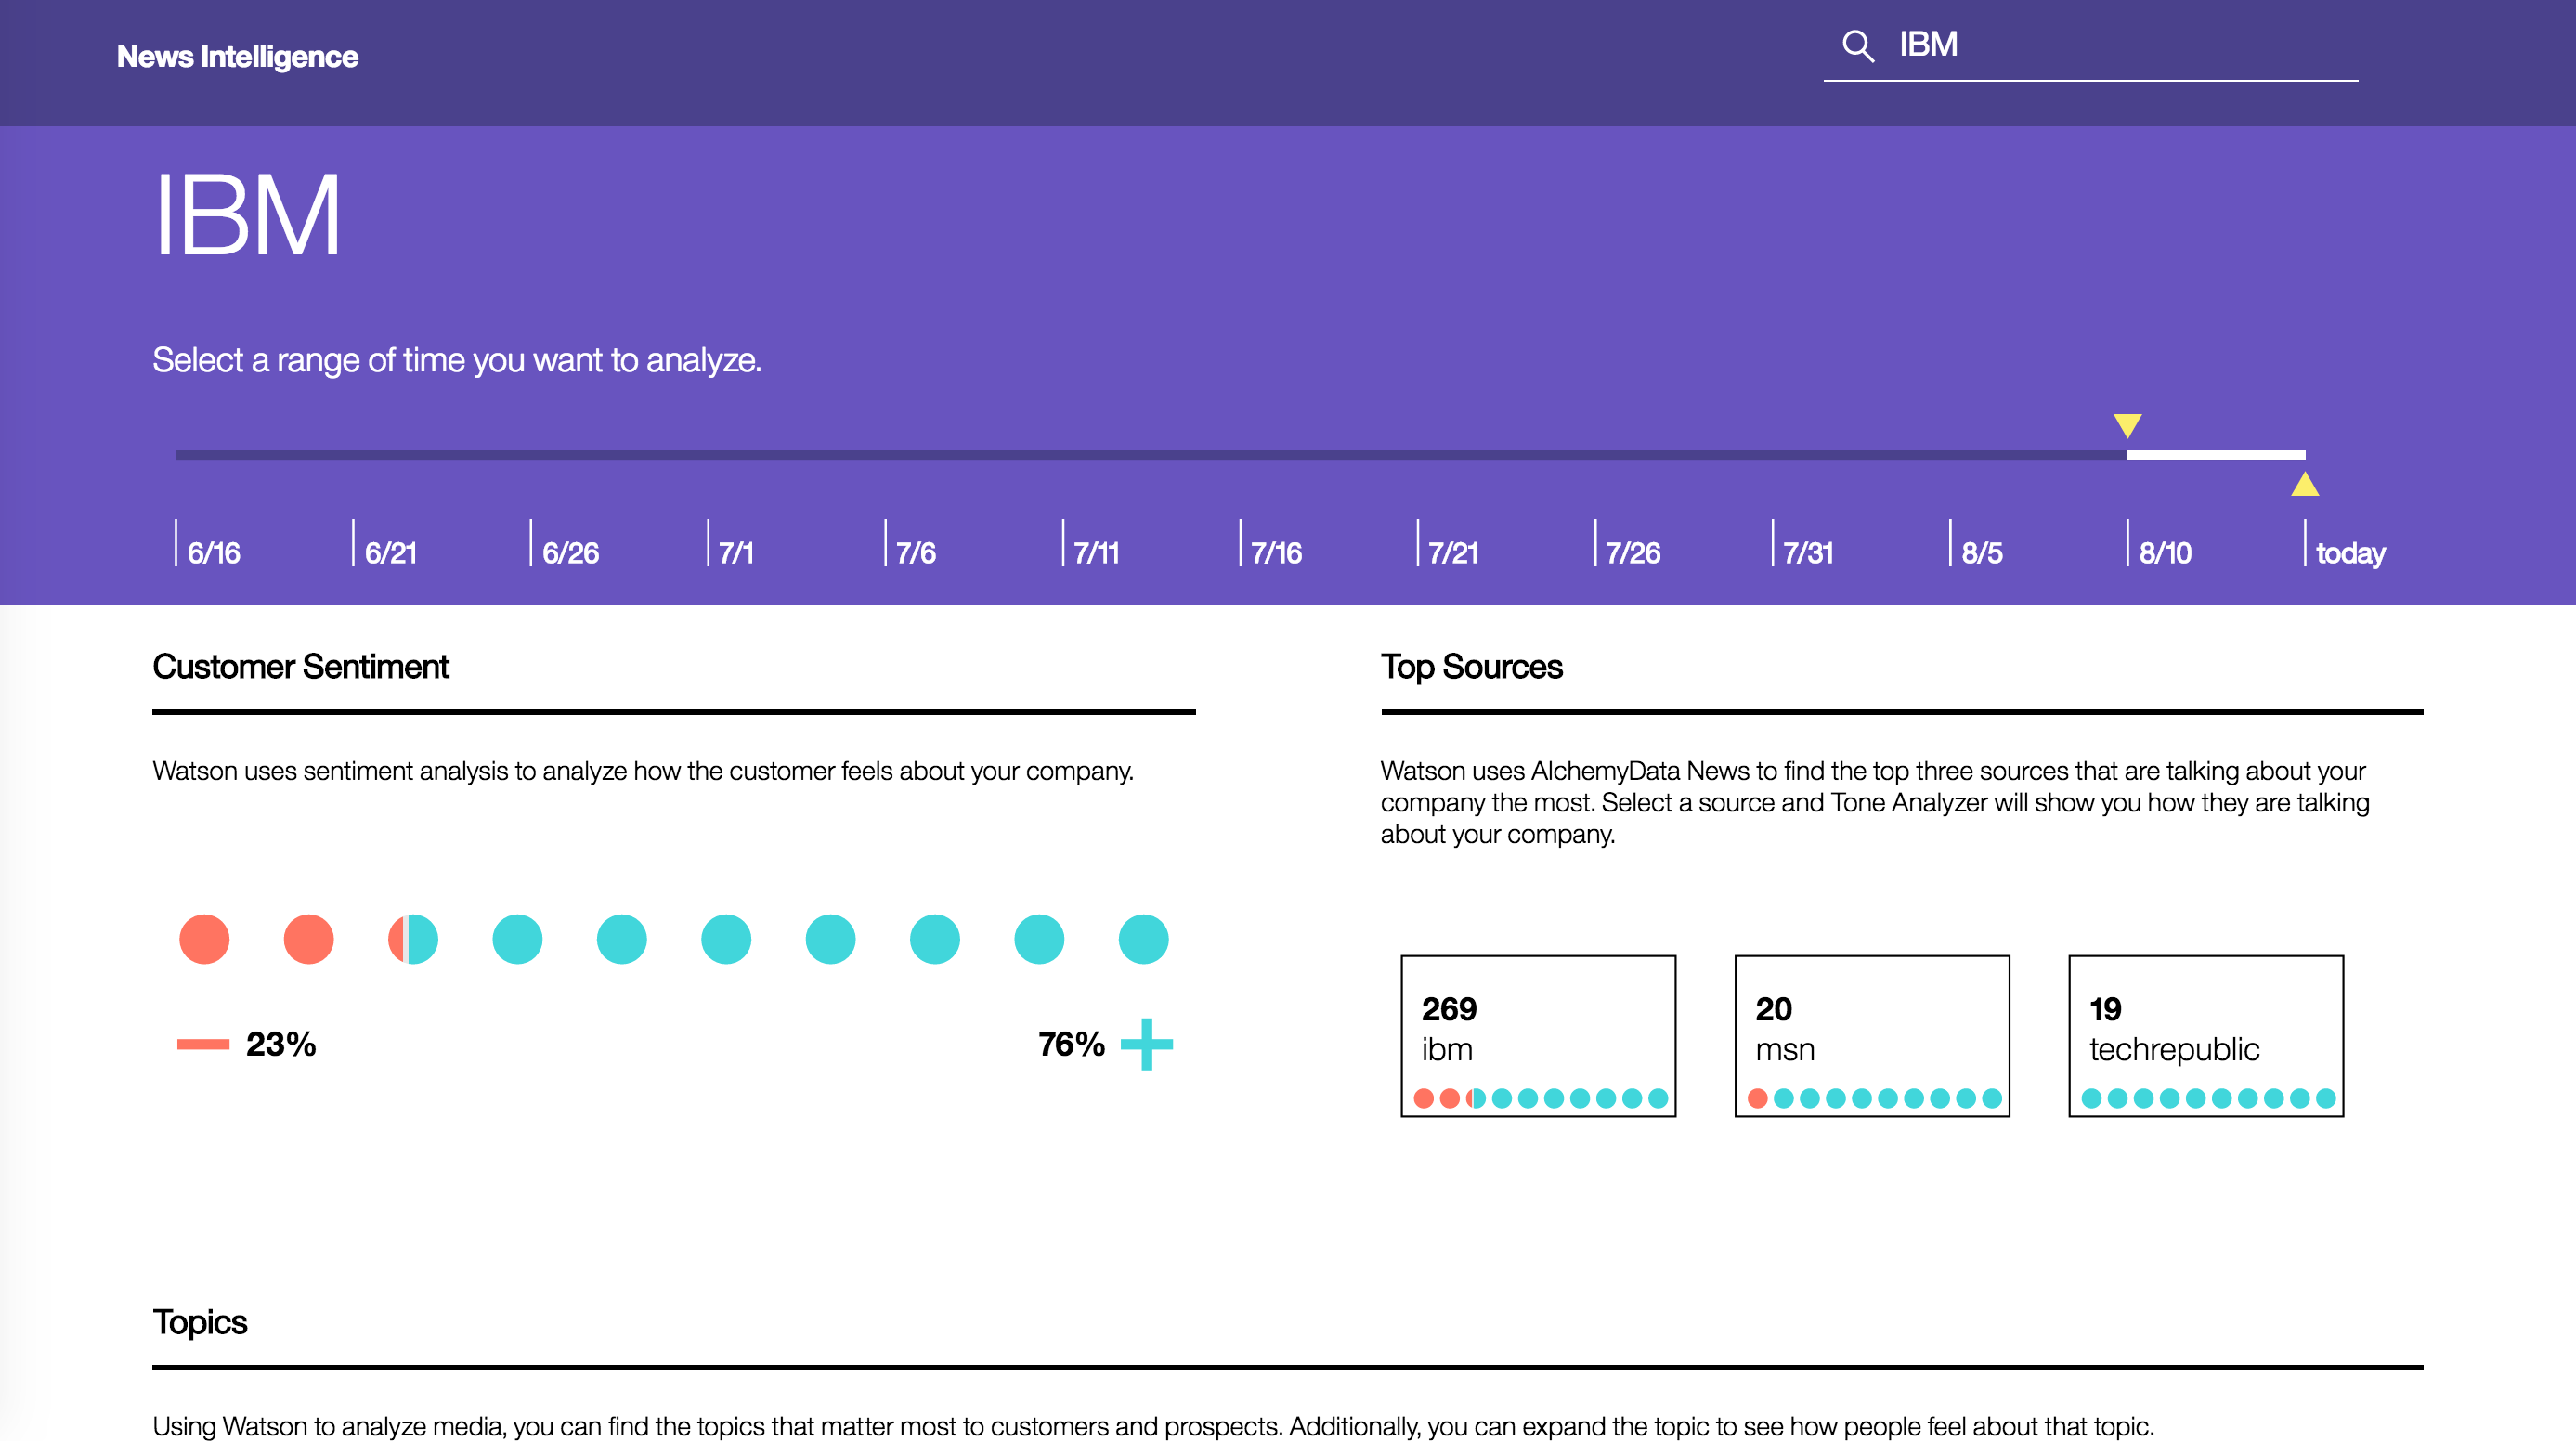 News Intelligence
IBM
IBM
Select a range of time you want to analyze.
6/16 6/21 6/26 7/1 7/6 7/11 7/16 7/21 7/26 7/31 8/5 8/10 today
Customer Sentiment
Watson uses sentiment analysis to analyze how the customer feels about your company.
23% 76%
Top Sources
Watson uses AlchemyData News to find the top three sources that are talking about your
company the most. Select a source and Tone Analyzer will show you how they are talking
about your company.
269
ibm
20
msn
19
techrepublic
Topics
Using Watson to analyze media, you can find the topics that matter most to customers and prospects. Additionally, you can expand the topic to see how people feel about that topic.